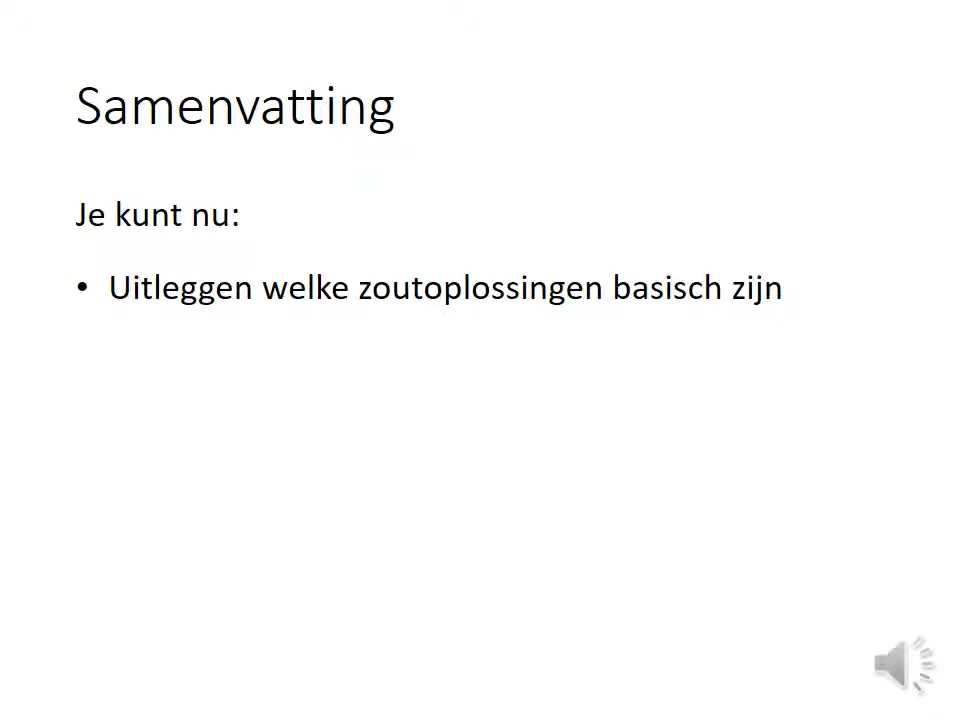 Samenvatting
Je kunt nu:
• Uitleggen welke zoutoplossingen basisch zijn